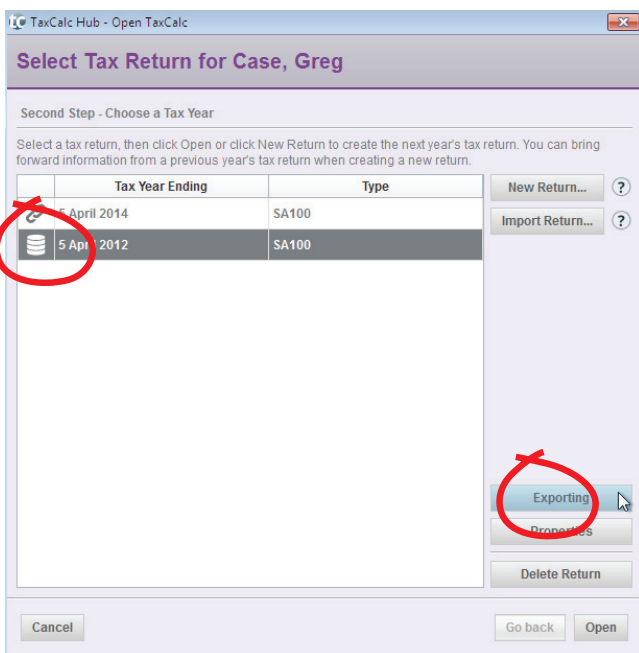 TaxCalc Hub - Open TaxCalc
Select Tax Return for Case, Greg
Second Step - Choose a Tax Year
Select a tax return, then click Open or click New Return to create the next year's tax return. You can bring
forward information from a previous year's tax return when creating a new return.
Tax Year Ending Type
5 April 2014 SA100
5 April 2012 SA100
New Return... ?
Import Return... ?
Exporting
Properties
Delete Return
Cancel Go back Open